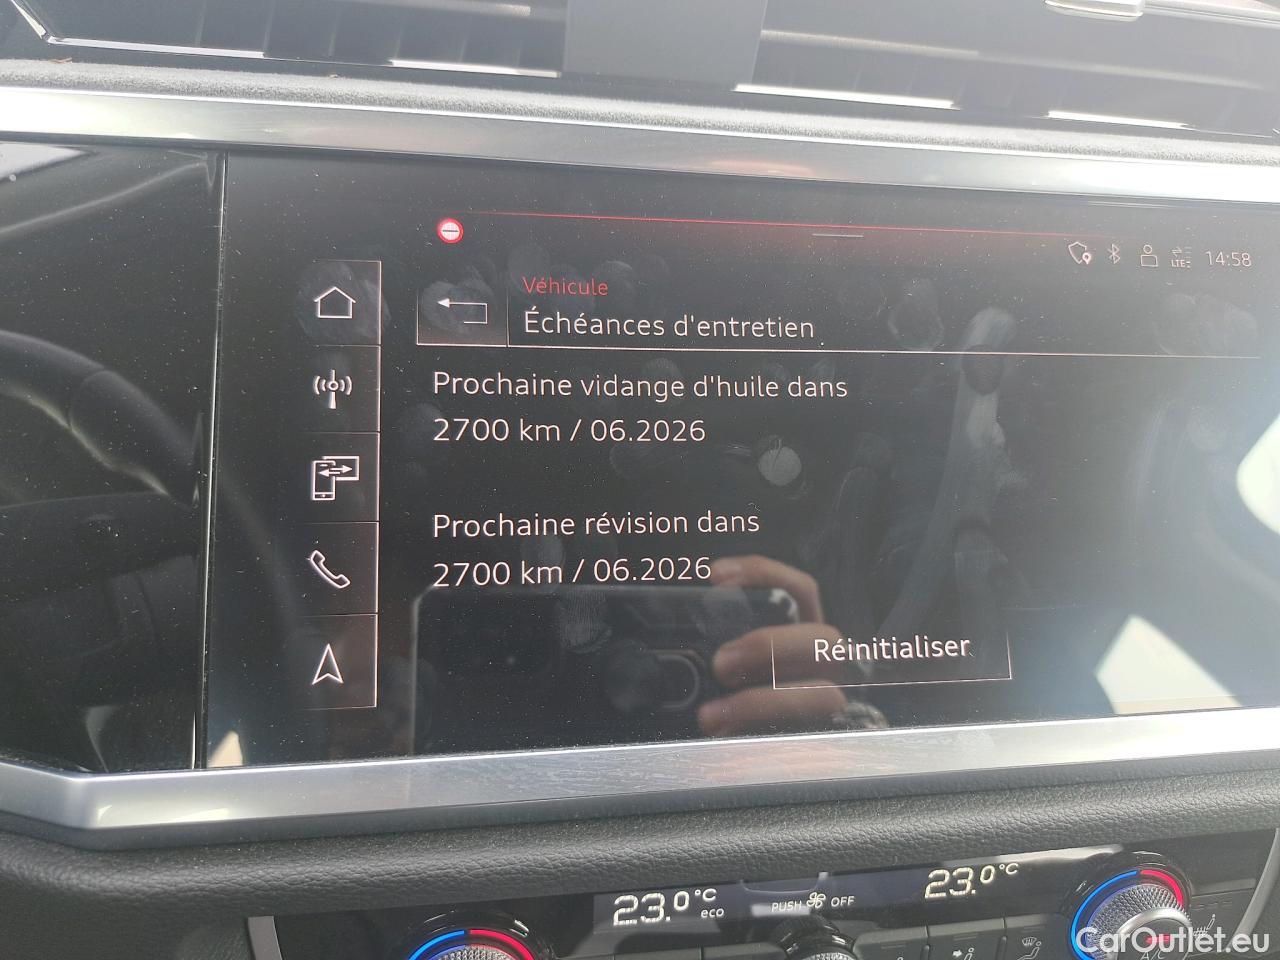 LTE
14:58
Véhicule
Échéances d'entretien
Prochaine vidange d'huile dans
2700 km / 06.2026
Prochaine révision dans
2700 km / 06.2026
Réinitialiser
23.0°C
eco
PUSH OFF
23.0°C
A/C
CarOutlet.eu